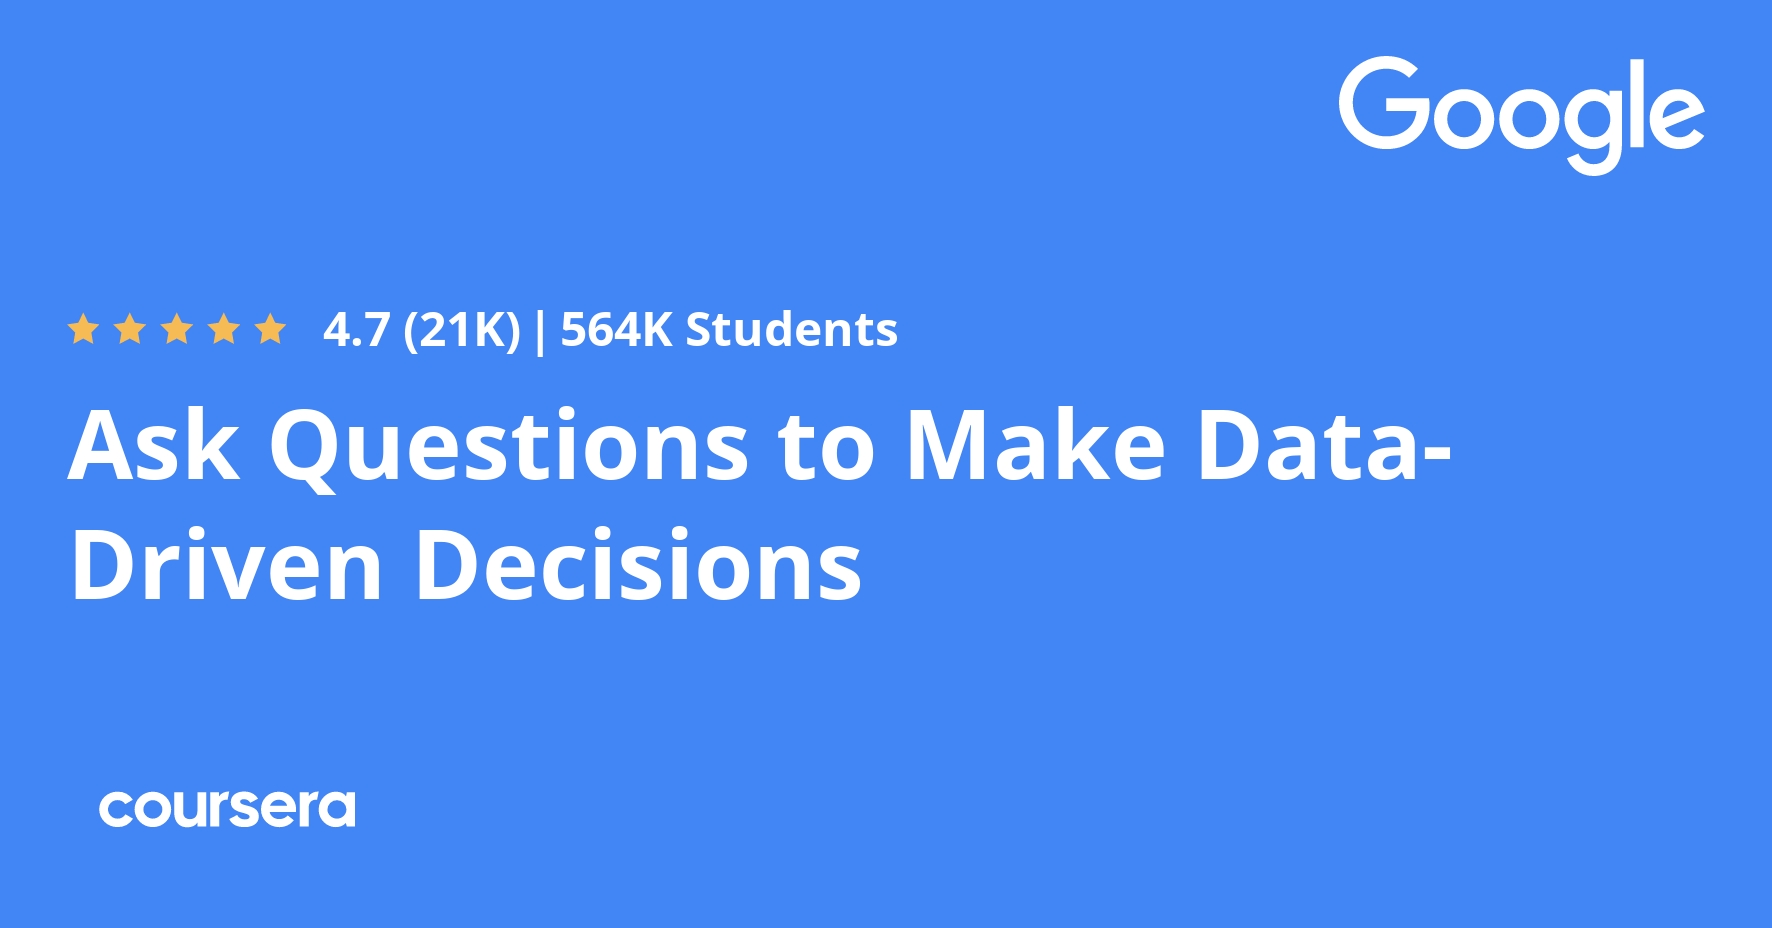 Google
4.7 (21K) | 564K Students
Ask Questions to Make Data-
Driven Decisions
coursera